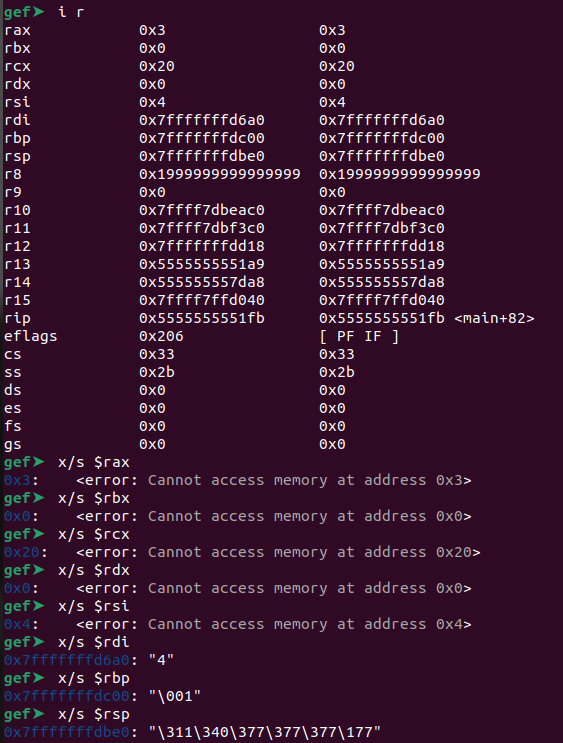 gef➤  i r
rax            0x3                 0x3
rbx            0x0                 0x0
rcx            0x20                0x20
rdx            0x0                 0x0
rsi            0x4                 0x4
rdi            0x7fffffffd6a0      0x7fffffffd6a0
rbp            0x7fffffffdc00      0x7fffffffdc00
rsp            0x7fffffffdbe0      0x7fffffffdbe0
r8             0x1999999999999999  0x1999999999999999
r9             0x0                 0x0
r10            0x7ffff7dbeac0      0x7ffff7dbeac0
r11            0x7ffff7dbf3c0      0x7ffff7dbf3c0
r12            0x7fffffffdd18      0x7fffffffdd18
r13            0x5555555551a9      0x5555555551a9
r14            0x555555557da8      0x555555557da8
r15            0x7ffff7ffd040      0x7ffff7ffd040
rip            0x5555555551fb      0x5555555551fb <main+82>
eflags         0x206               [ PF IF ]
cs             0x33                0x33
ss             0x2b                0x2b
ds             0x0                 0x0
es             0x0                 0x0
fs             0x0                 0x0
gs             0x0                 0x0
gef➤  x/s $rax
0x3:    <error: Cannot access memory at address 0x3>
gef➤  x/s $rbx
0x0:    <error: Cannot access memory at address 0x0>
gef➤  x/s $rcx
0x20:   <error: Cannot access memory at address 0x20>
gef➤  x/s $rdx
0x0:    <error: Cannot access memory at address 0x0>
gef➤  x/s $rsi
0x4:    <error: Cannot access memory at address 0x4>
gef➤  x/s $rdi
0x7fffffffd6a0: "4"
gef➤  x/s $rbp
0x7fffffffdc00: "\001"
gef➤  x/s $rsp
0x7fffffffdbe0: "\311\340\377\377\377\177"